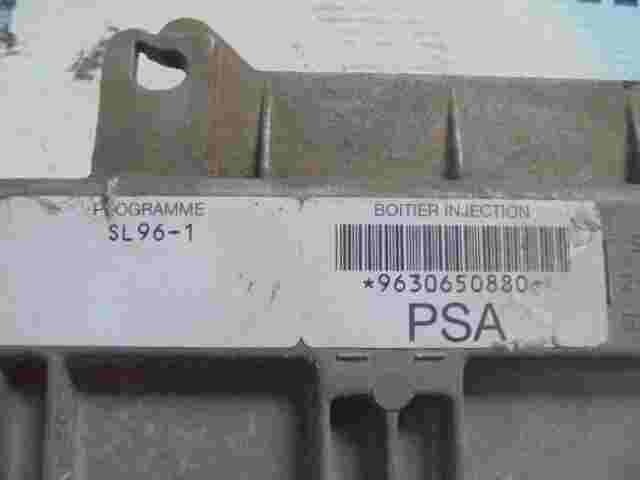 PROGRAMME
SL96-1
BOITIER INJECTION
*9630650880
PSA